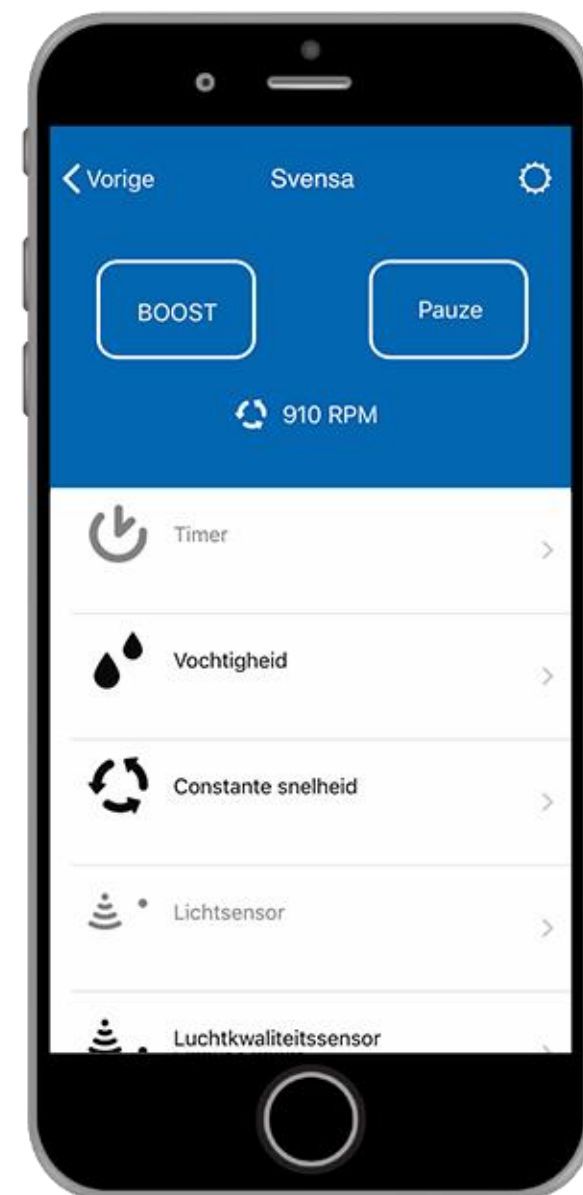 Vorige
Svensa
BOOST
Pauze
910 RPM
Timer
Vochtigheid
Constante snelheid
Lichtsensor
Luchtkwaliteitssensor